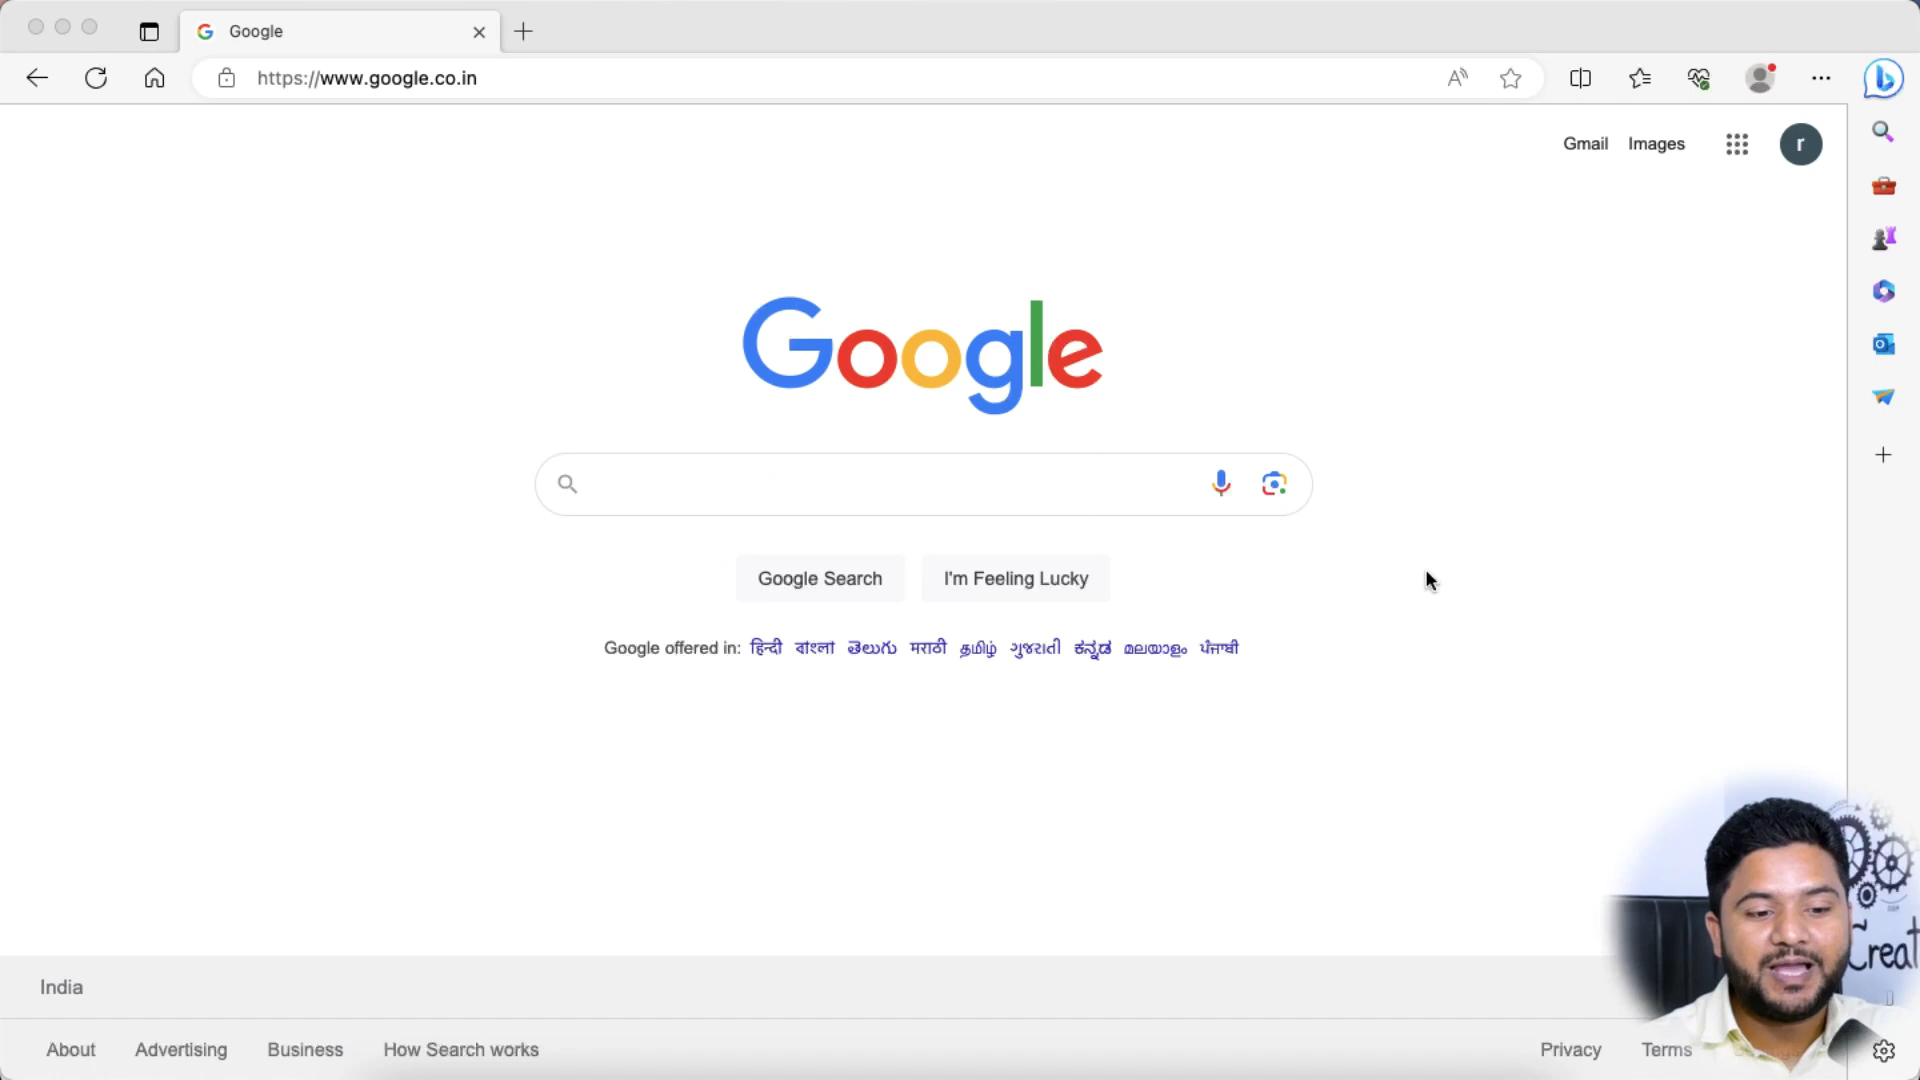 Google
https://www.google.co.in
Gmail Images
r
Google
Google Search I'm Feeling Lucky
Google offered in: हिन्दी বাংলা తెలుగు मराठी தமிழ் ગુજરાતી ಕನ್ನಡ മലയാളം ਪੰਜਾਬੀ
India
About Advertising Business How Search works
Privacy Terms